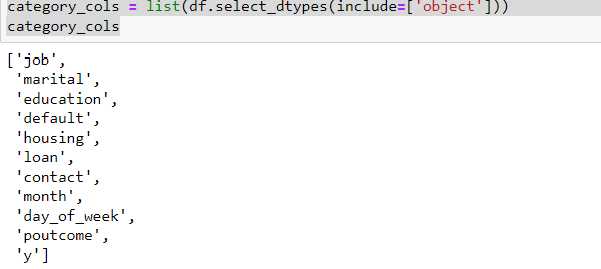 category_cols = list(df.select_dtypes(include=['object']))
category_cols
['job',
 'marital',
 'education',
 'default',
 'housing',
 'loan',
 'contact',
 'month',
 'day_of_week',
 'poutcome',
 'y']